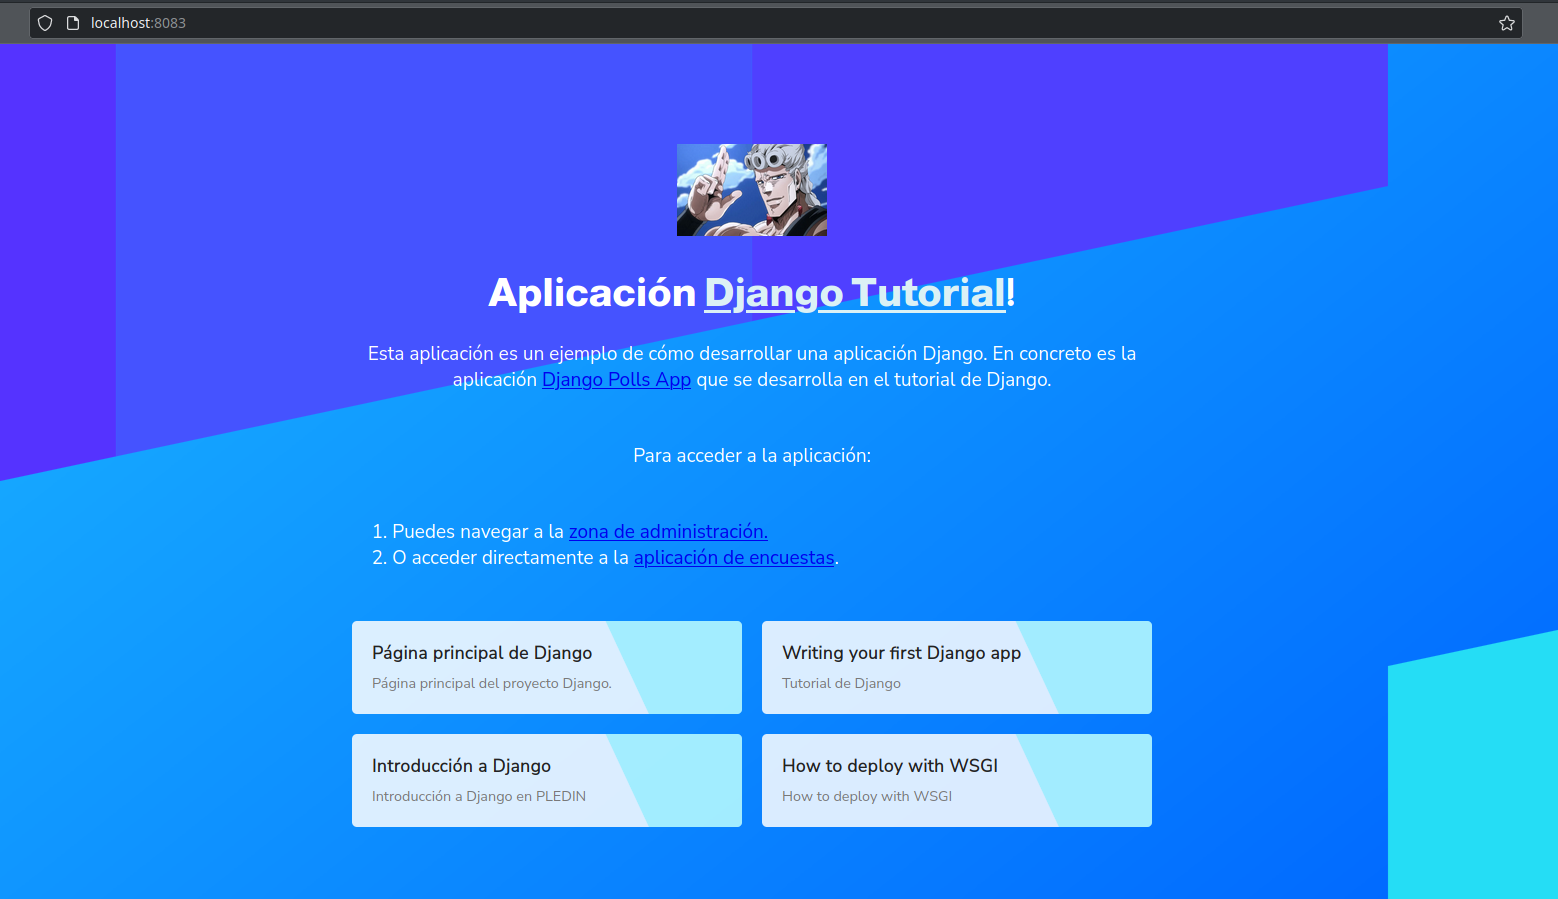 localhost:8083
Aplicación Django Tutorial!
Esta aplicación es un ejemplo de cómo desarrollar una aplicación Django. En concreto es la
aplicación Django Polls App que se desarrolla en el tutorial de Django.
Para acceder a la aplicación:
1. Puedes navegar a la zona de administración.
2. O acceder directamente a la aplicación de encuestas.
Página principal de Django
Página principal del proyecto Django.
Writing your first Django app
Tutorial de Django
Introducción a Django
Introducción a Django en PLEDIN
How to deploy with WSGI
How to deploy with WSGI